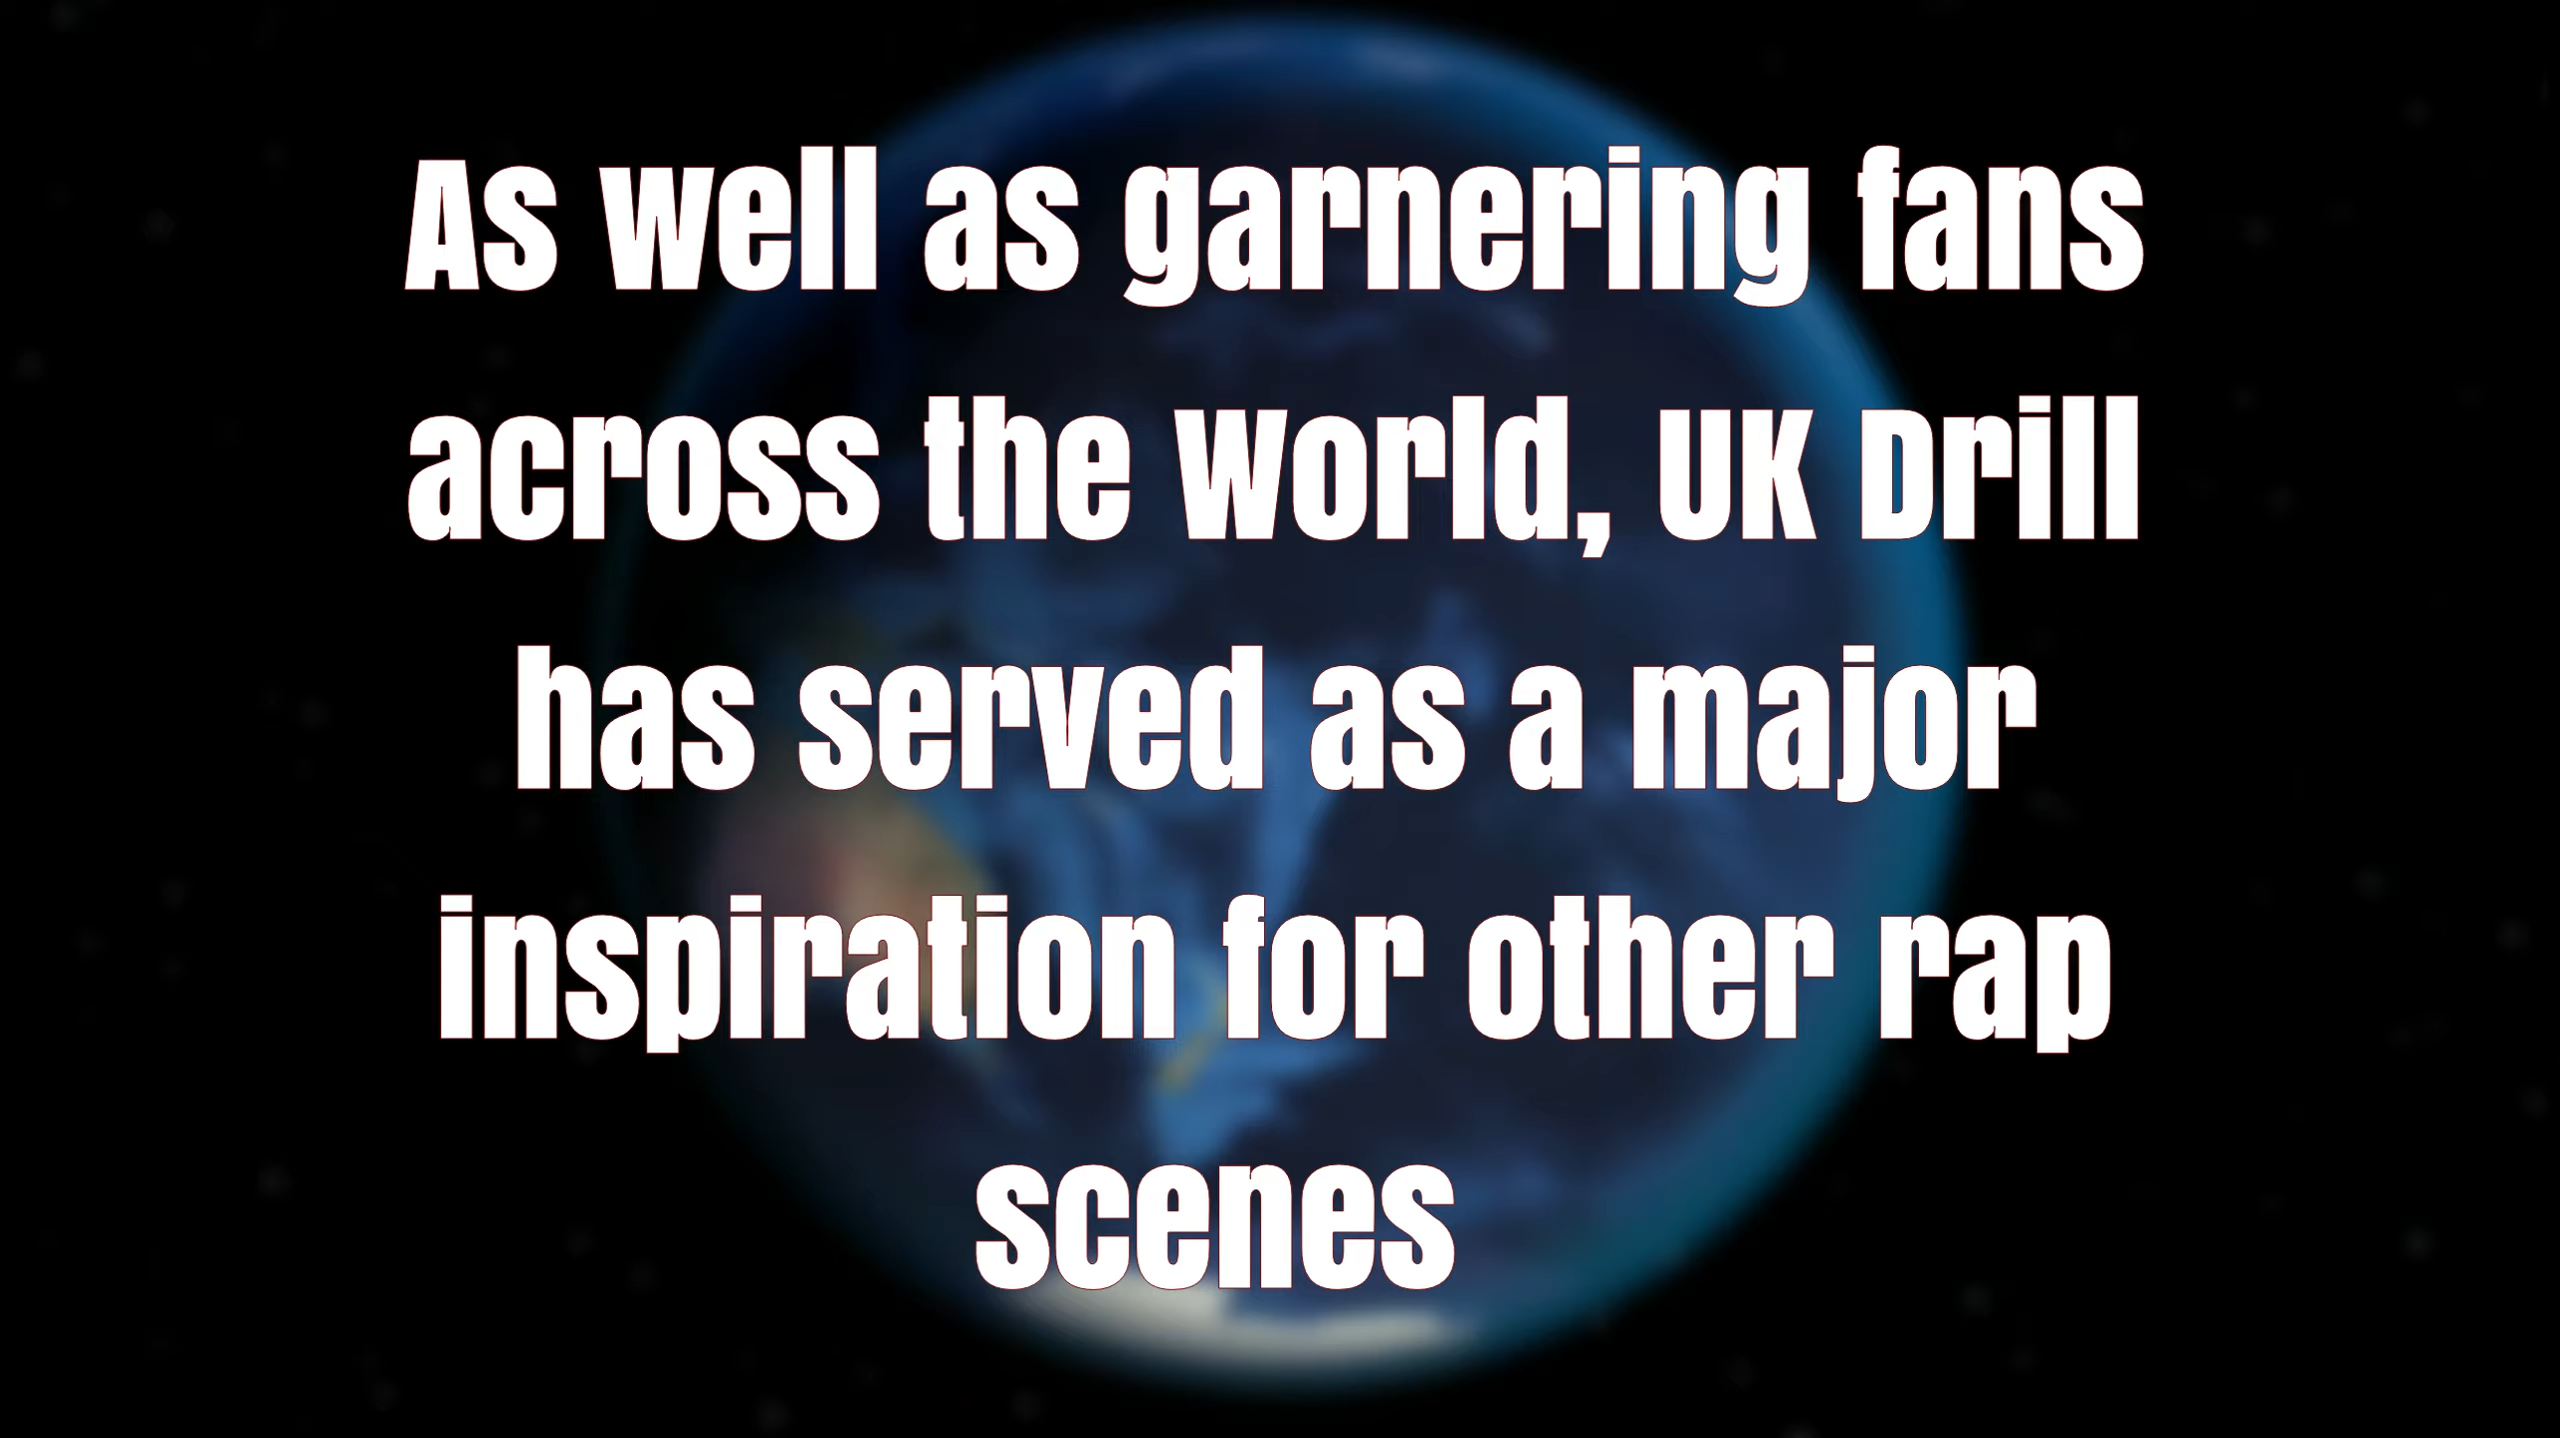 As well as garnering fans
across the world, UK Drill
has served as a major
inspiration for other rap
scenes